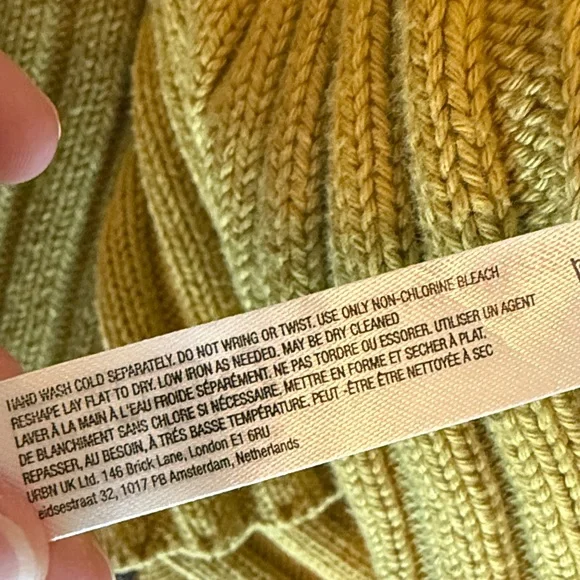 HAND WASH COLD SEPARATELY. DO NOT WRING OR TWIST. USE ONLY NON-CHLORINE BLEACH
RESHAPE LAY FLAT TO DRY. LOW IRON AS NEEDED. MAY BE DRY CLEANED
LAVER À LA MAIN À L'EAU FROIDE SÉPARÉMENT. NE PAS TORDRE OU ESSORER. UTILISER UN AGENT
DE BLANCHIMENT SANS CHLORE SI NÉCESSAIRE. METTRE EN FORME ET SECHER À PLAT.
REPASSER, AU BESOIN, À TRÉS BASSE TEMPÉRATURE. PEUT -ÊTRE ÊTRE NETTOYÉE À SEC
URBN UK Ltd. 146 Brick Lane, London E1 6RU
eidsestraat 32, 1017 PB Amsterdam, Netherlands